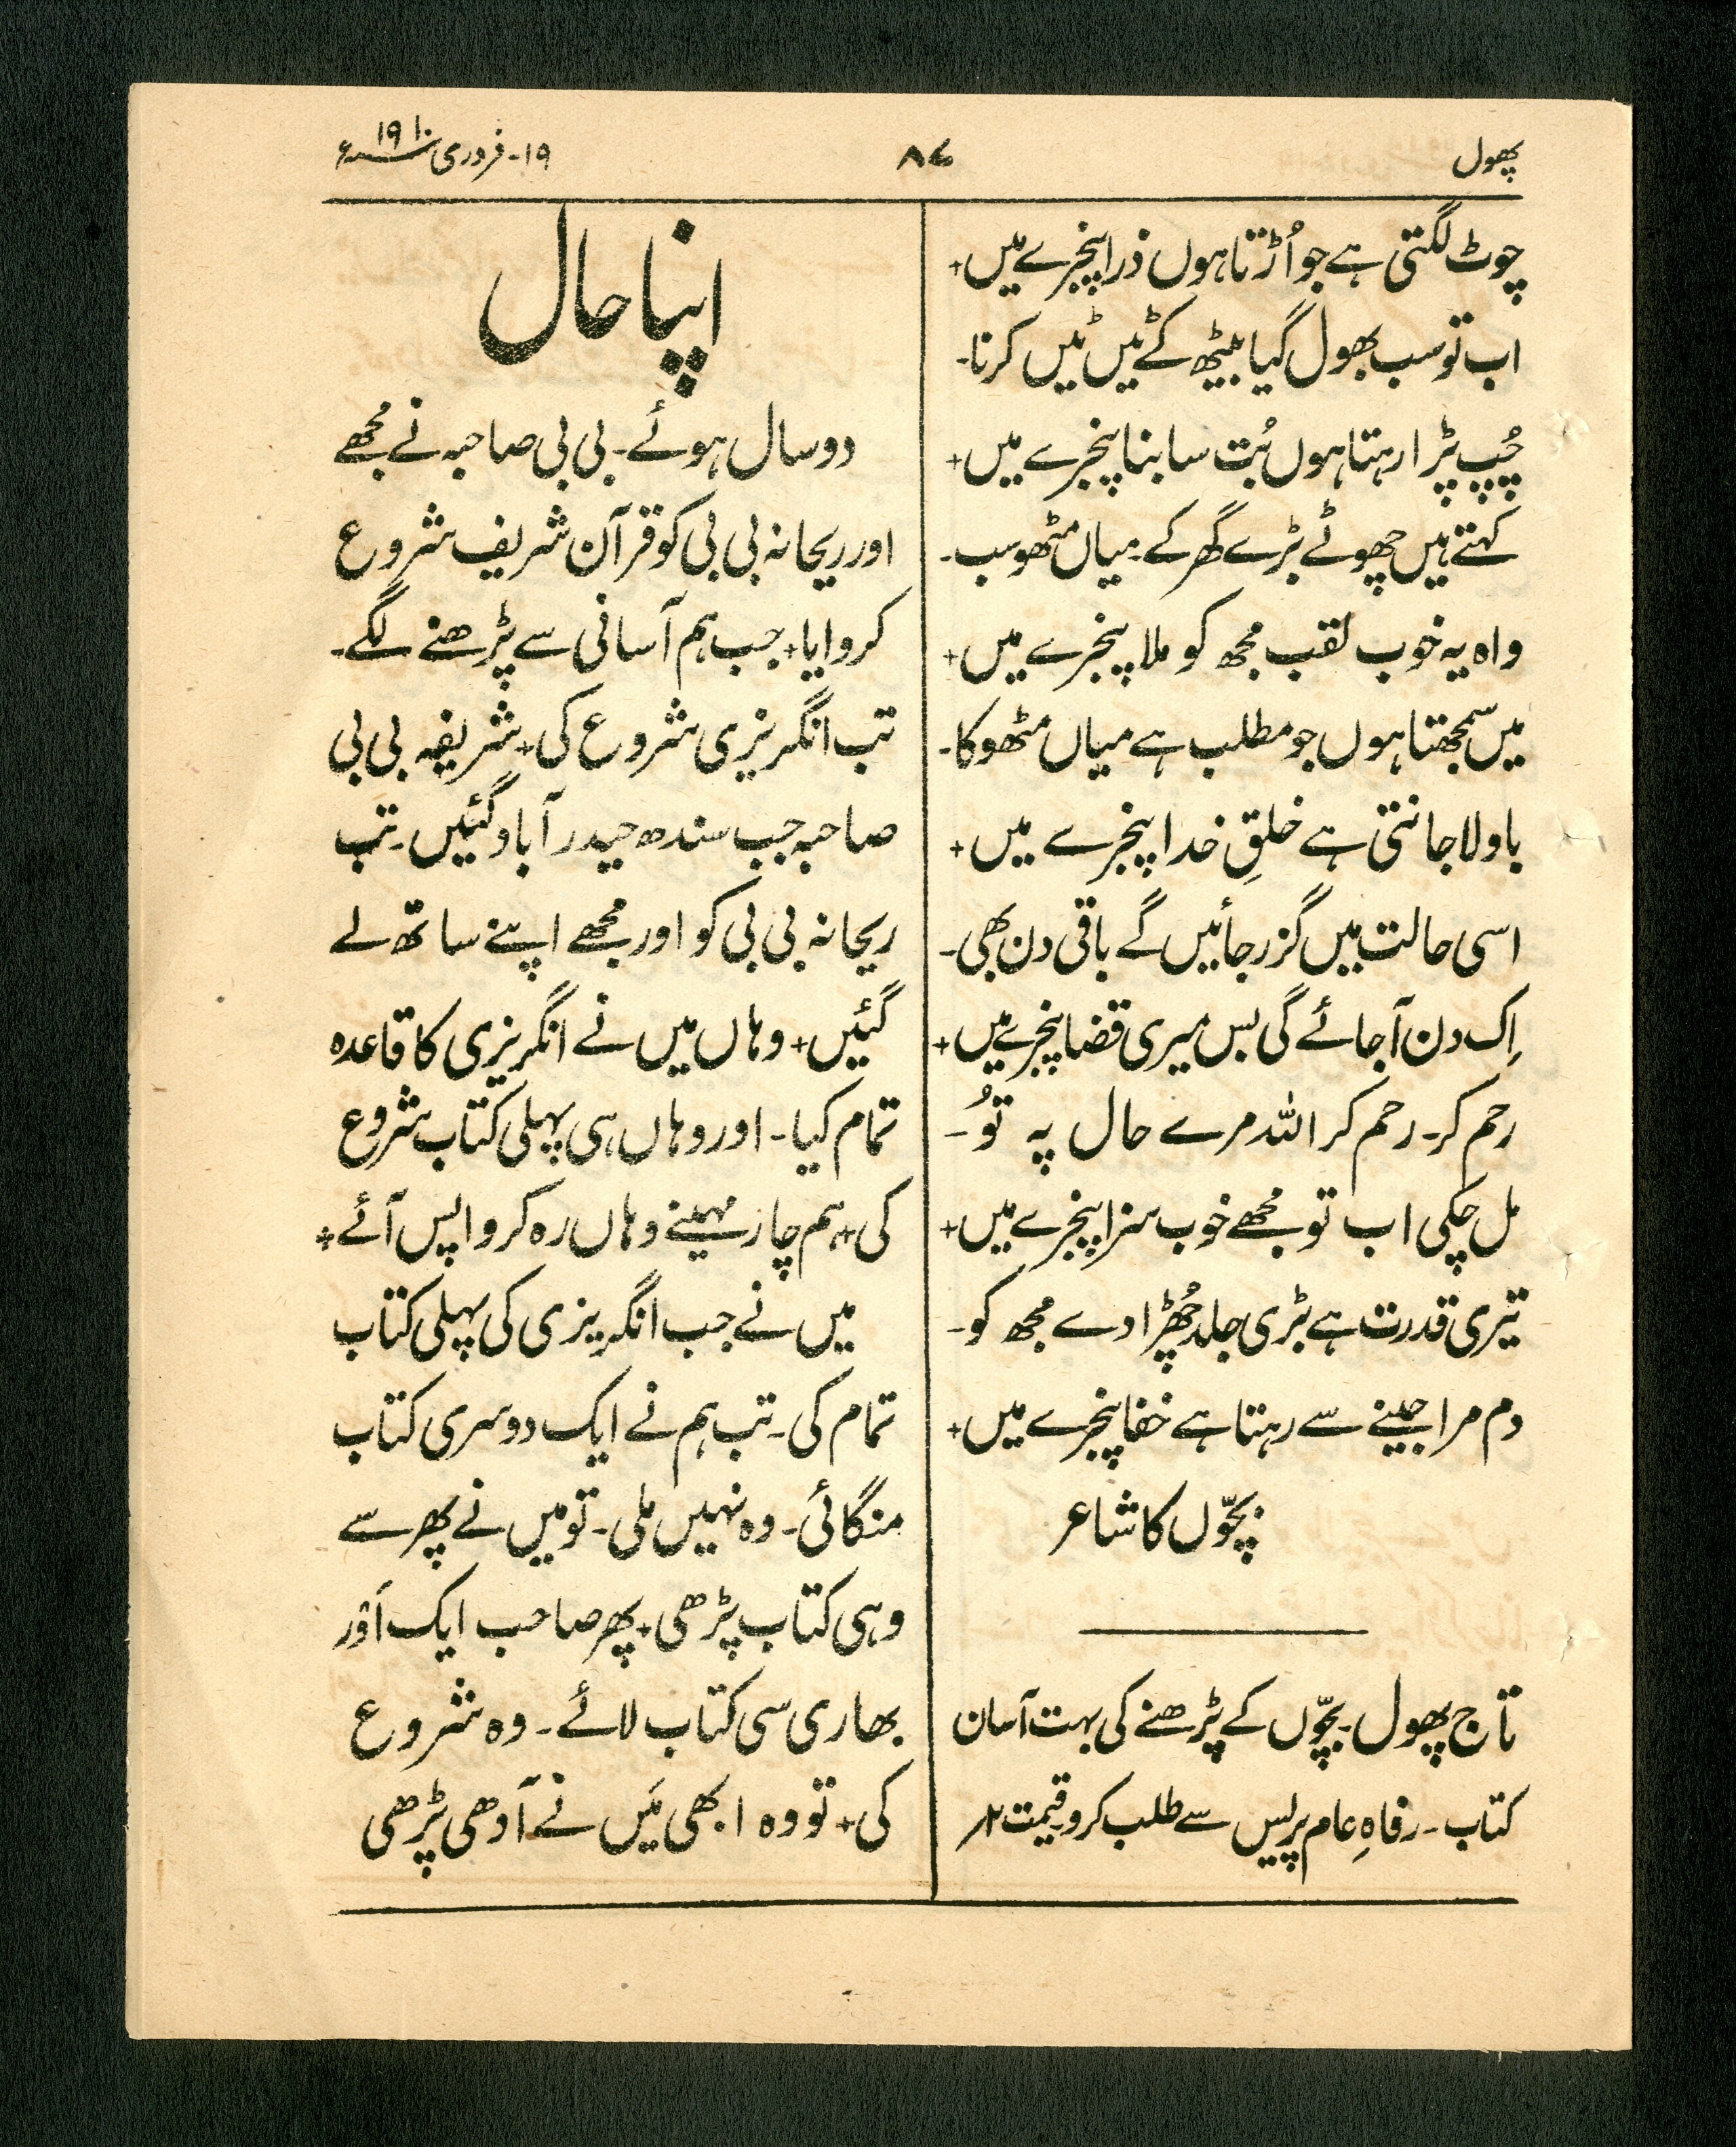 پھول
۸۷
۱۹-فروری سنہ ۱۹۱۰ء
چوٹ لگتی ہے جو اُڑتا ہوں ذرا پنجرے میں+
اب تو سب بھول گیا بیٹھ کے ٹیں ٹیں کرنا-
چُپ پڑا رہتا ہوں بُت سا بنا پنجرے میں+
کہتے ہیں چھوٹے بڑے گھر کے- میاں مٹھو سب-
واہ یہ خوب لقب مجھ کو ملا پنجرے میں+
میں سمجھتا ہوں جو مطلب ہے میاں مٹھو کا-
باولا جانتی ہے خلقِ خدا پنجرے میں+
اسی حالت میں گزر جائیں گے باقی دن بھی-
اِک دن آجائے گی بس میری قضا پنجرے میں+
رحم کر- رحم کر اللہ مرے حال پہ تُو-
مل چکی اب تو مجھے خوب سزا پنجرے میں+
تیری قدرت ہے بڑی جلد چُھڑا دے مجھ کو-
دم مرا جینے سے رہتا ہے خفا پنجرے میں+
بچّوں کا شاعر
تاج پھول- بچّوں کے پڑھنے کی بہت آسان
کتاب- رفاہِ عام پریس سے طلب کرو قیمت ۲؍
اپنا حال
دو سال ہوئے- بی بی صاحبہ نے مجھے
اور ریحانہ بی بی کو قرآن شریف شروع
کروایا+ جب ہم آسانی سے پڑھنے لگے-
تب انگریزی شروع کی+ شریفہ بی بی
صاحبہ جب سندھ حیدر آباد گئیں- تب
ریحانہ بی بی کو اور مجھے اپنے ساتھ لے
گئیں+ وہاں میں نے انگریزی کا قاعدہ
تمام کیا- اور وہاں ہی پہلی کتاب شروع
کی+ ہم چار مہینے وہاں رہ کر واپس آئے+
میں نے جب انگریزی کی پہلی کتاب
تمام کی- تب ہم نے ایک دوسری کتاب
منگائی- وہ نہیں ملی- تو میں نے پھر سے
وہی کتاب پڑھی+ پھر صاحب ایک اَوَر
بھاری سی کتاب لائے- وہ شروع
کی+ تو وہ ابھی مَیں نے آدھی پڑھی